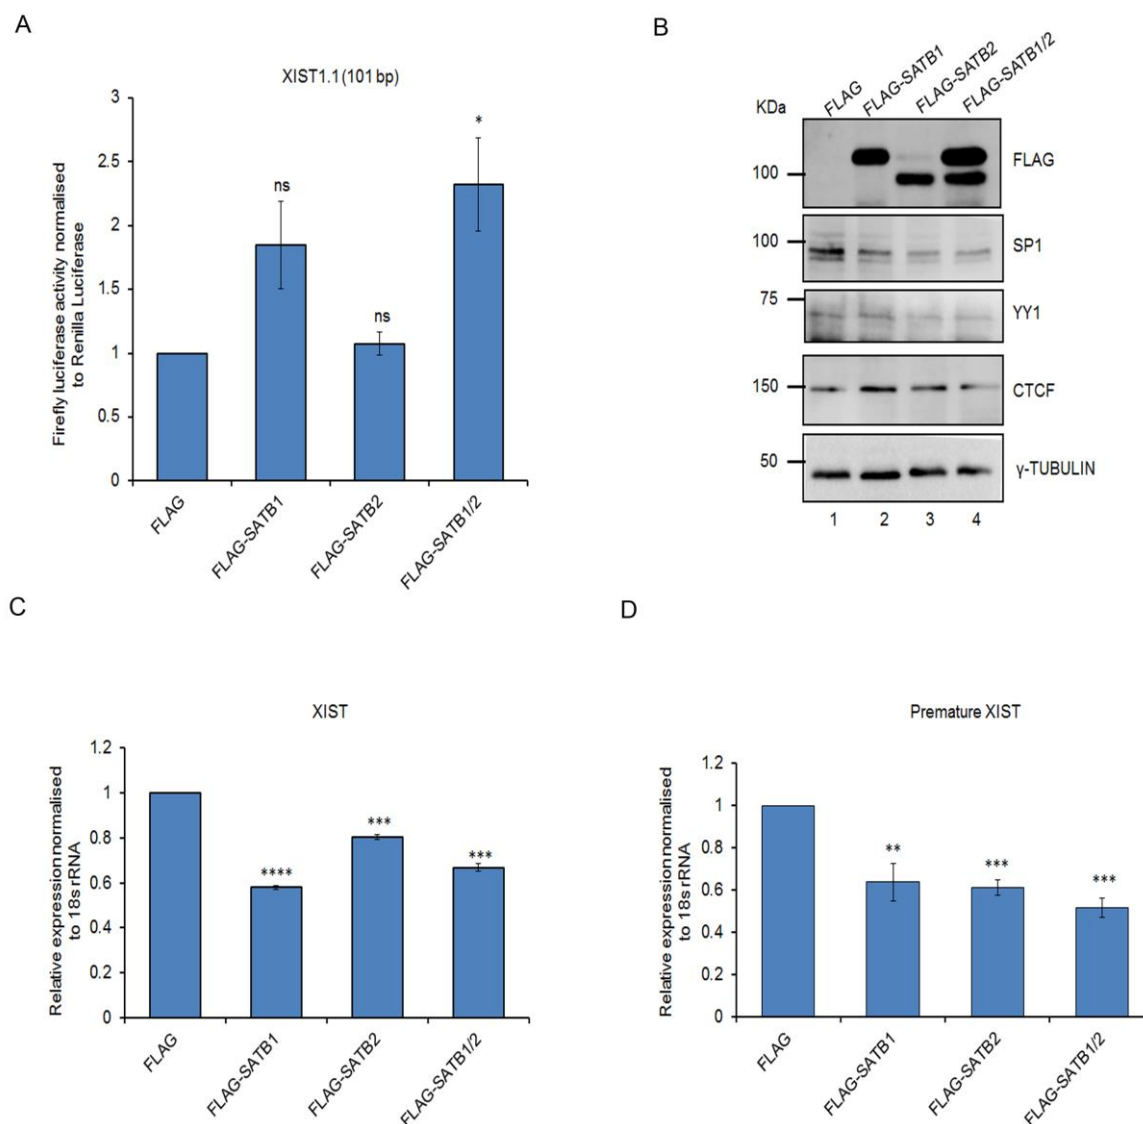 A
XIST1.1 (101 bp)
Firefly luciferase activity normalised
to Renilla Luciferase
3
2.5
2
1.5
1
0.5
0
ns
ns
*
FLAG
FLAG-SATB1
FLAG-SATB2
FLAG-SATB1/2
B
KDa
FLAG
FLAG-SATB1
FLAG-SATB2
FLAG-SATB1/2
100
FLAG
100
SP1
75
YY1
150
CTCF
50
γ-TUBULIN
1 2 3 4
C
XIST
Relative expression normalised
to 18s rRNA
1.2
1
0.8
0.6
0.4
0.2
0
****
***
***
FLAG
FLAG-SATB1
FLAG-SATB2
FLAG-SATB1/2
D
Premature XIST
Relative expression normalised
to 18s rRNA
1.2
1
0.8
0.6
0.4
0.2
0
**
***
***
FLAG
FLAG-SATB1
FLAG-SATB2
FLAG-SATB1/2